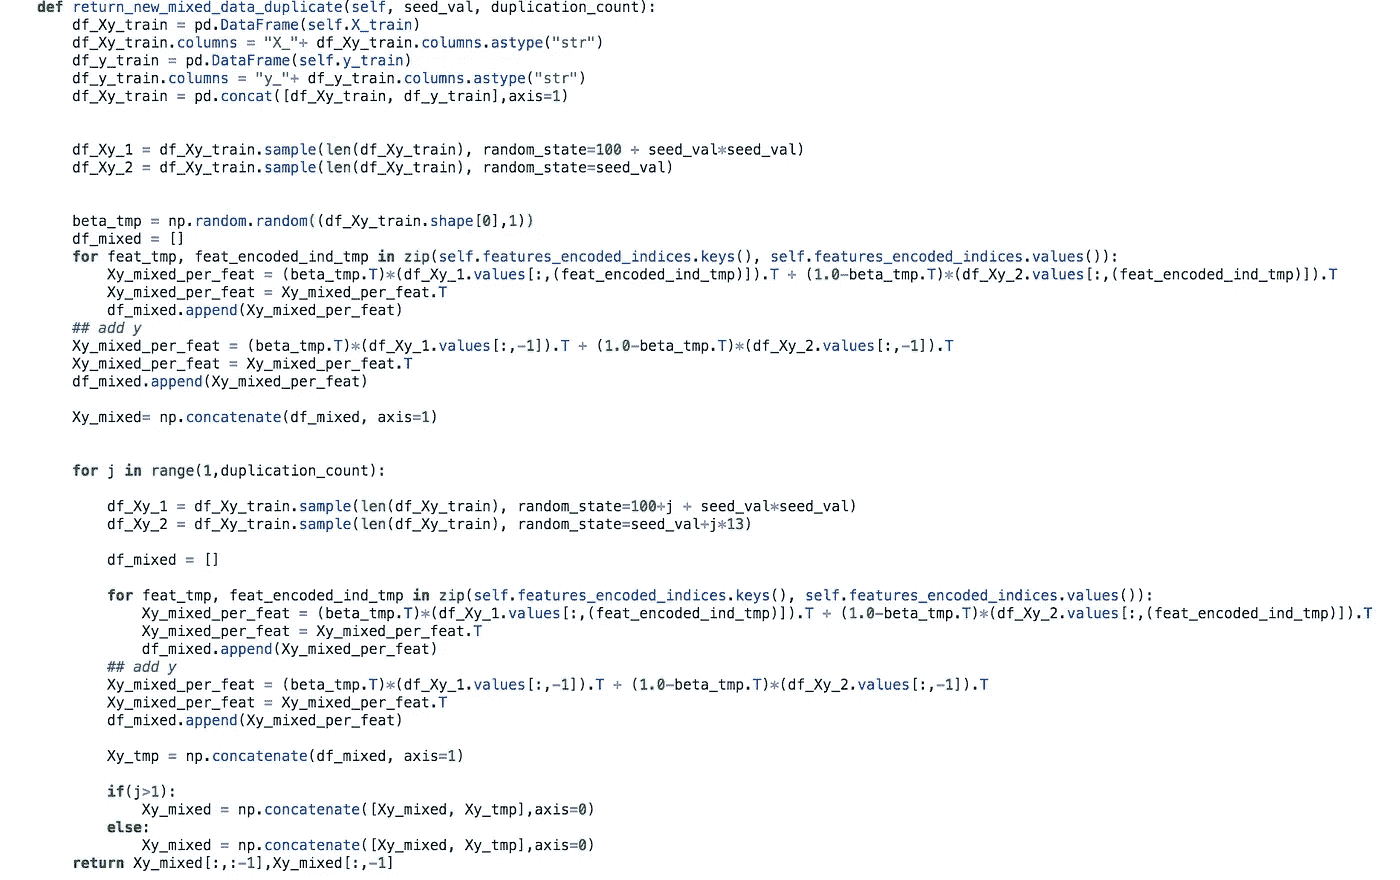 def return_new_mixed_data_duplicate(self, seed_val, duplication_count):
    df_Xy_train = pd.DataFrame(self.X_train)
    df_Xy_train.columns = "X_"+ df_Xy_train.columns.astype("str")
    df_y_train = pd.DataFrame(self.y_train)
    df_y_train.columns = "y_"+ df_y_train.columns.astype("str")
    df_Xy_train = pd.concat([df_Xy_train, df_y_train],axis=1)
    df_Xy_1 = df_Xy_train.sample(len(df_Xy_train), random_state=100 + seed_val*seed_val)
    df_Xy_2 = df_Xy_train.sample(len(df_Xy_train), random_state=seed_val)
    beta_tmp = np.random.random((df_Xy_train.shape[0],1))
    df_mixed = []
    for feat_tmp, feat_encoded_ind_tmp in zip(self.features_encoded_indices.keys(), self.features_encoded_indices.values()):
        Xy_mixed_per_feat = (beta_tmp.T)*(df_Xy_1.values[:,(feat_encoded_ind_tmp)]).T + (1.0-beta_tmp.T)*(df_Xy_2.values[:,(feat_encoded_ind_tmp)]).T
        Xy_mixed_per_feat = Xy_mixed_per_feat.T
        df_mixed.append(Xy_mixed_per_feat)
    ## add y
    Xy_mixed_per_feat = (beta_tmp.T)*(df_Xy_1.values[:,-1]).T + (1.0-beta_tmp.T)*(df_Xy_2.values[:,-1]).T
    Xy_mixed_per_feat = Xy_mixed_per_feat.T
    df_mixed.append(Xy_mixed_per_feat)
    Xy_mixed= np.concatenate(df_mixed, axis=1)
    for j in range(1,duplication_count):
        df_Xy_1 = df_Xy_train.sample(len(df_Xy_train), random_state=100+j + seed_val*seed_val)
        df_Xy_2 = df_Xy_train.sample(len(df_Xy_train), random_state=seed_val+j*13)
        df_mixed = []
        for feat_tmp, feat_encoded_ind_tmp in zip(self.features_encoded_indices.keys(), self.features_encoded_indices.values()):
            Xy_mixed_per_feat = (beta_tmp.T)*(df_Xy_1.values[:,(feat_encoded_ind_tmp)]).T + (1.0-beta_tmp.T)*(df_Xy_2.values[:,(feat_encoded_ind_tmp)]).T
            Xy_mixed_per_feat = Xy_mixed_per_feat.T
            df_mixed.append(Xy_mixed_per_feat)
        ## add y
        Xy_mixed_per_feat = (beta_tmp.T)*(df_Xy_1.values[:,-1]).T + (1.0-beta_tmp.T)*(df_Xy_2.values[:,-1]).T
        Xy_mixed_per_feat = Xy_mixed_per_feat.T
        df_mixed.append(Xy_mixed_per_feat)
        Xy_tmp = np.concatenate(df_mixed, axis=1)
        if(j>1):
            Xy_mixed = np.concatenate([Xy_mixed, Xy_tmp],axis=0)
        else:
            Xy_mixed = np.concatenate([Xy_mixed, Xy_tmp],axis=0)
    return Xy_mixed[:,:-1],Xy_mixed[:,-1]